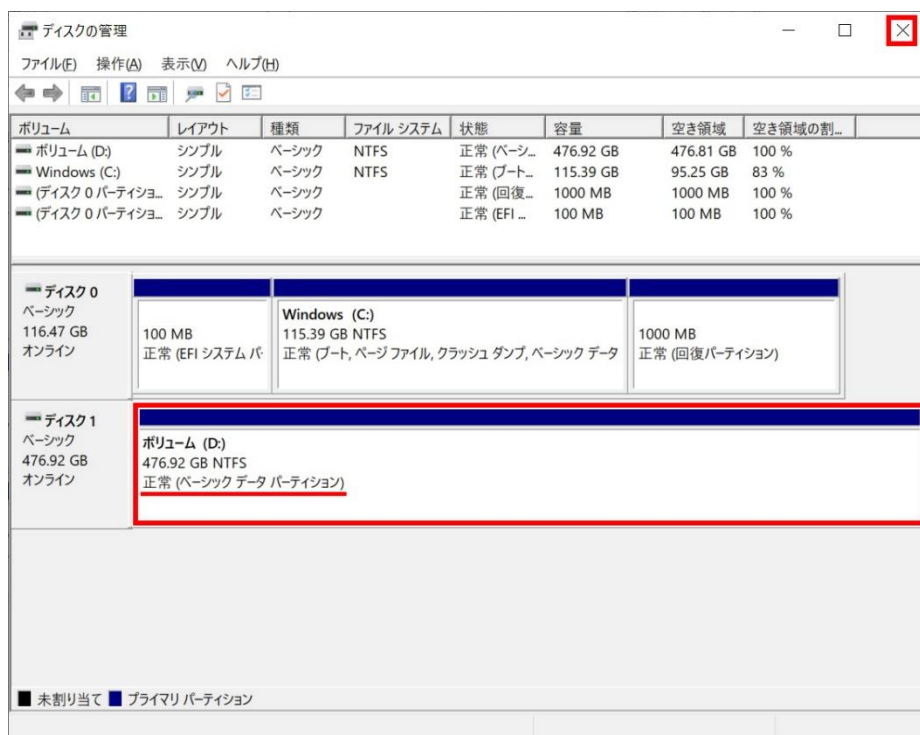 ディスクの管理
ファイル(F) 操作(A) 表示(V) ヘルプ(H)
ボリューム レイアウト 種類 ファイル システム 状態 容量 空き領域 空き領域の割...
ボリューム (D:) シンプル ベーシック NTFS 正常 (ベーシ... 476.92 GB 476.81 GB 100 %
Windows (C:) シンプル ベーシック NTFS 正常 (ブート... 115.39 GB 95.25 GB 83 %
(ディスク 0 パーティショ... シンプル ベーシック 正常 (回復... 1000 MB 1000 MB 100 %
(ディスク 0 パーティショ... シンプル ベーシック 正常 (EFI ... 100 MB 100 MB 100 %
ディスク 0
ベーシック
116.47 GB
オンライン
100 MB
正常 (EFI システム パ
Windows (C:)
115.39 GB NTFS
正常 (ブート, ページ ファイル, クラッシュ ダンプ, ベーシック データ
1000 MB
正常 (回復パーティション)
ディスク 1
ベーシック
476.92 GB
オンライン
ボリューム (D:)
476.92 GB NTFS
正常 (ベーシック データ パーティション)
未割り当て プライマリ パーティション